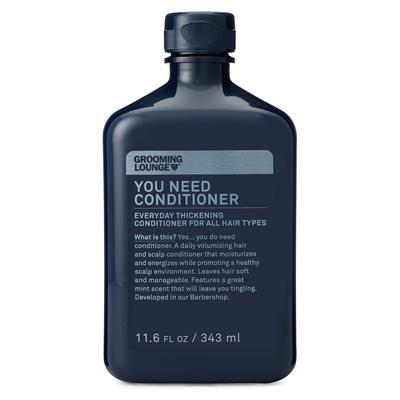 GROOMING
LOUNGE
YOU NEED
CONDITIONER
EVERYDAY THICKENING
CONDITIONER FOR ALL HAIR TYPES
What is this? Yes... you do need
conditioner. A daily volumizing hair
and scalp conditioner that moisturizes
and energizes while promoting a healthy
scalp environment. Leaves hair soft
and manageable. Features a great
mint scent that will leave you tingling.
Developed in our Barbershop.
11.6 FL OZ / 343 ml